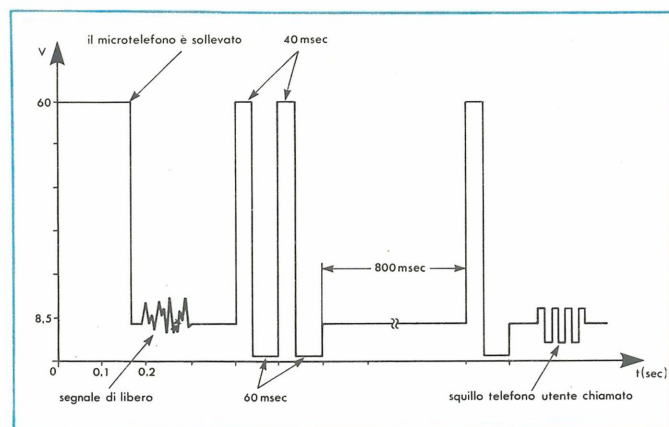 il microtelefono è sollevato
40 msec
V
60
800 msec
8,5
0
0,1
0,2
t(sec)
segnale di libero
60 msec
squillo telefono utente chiamato